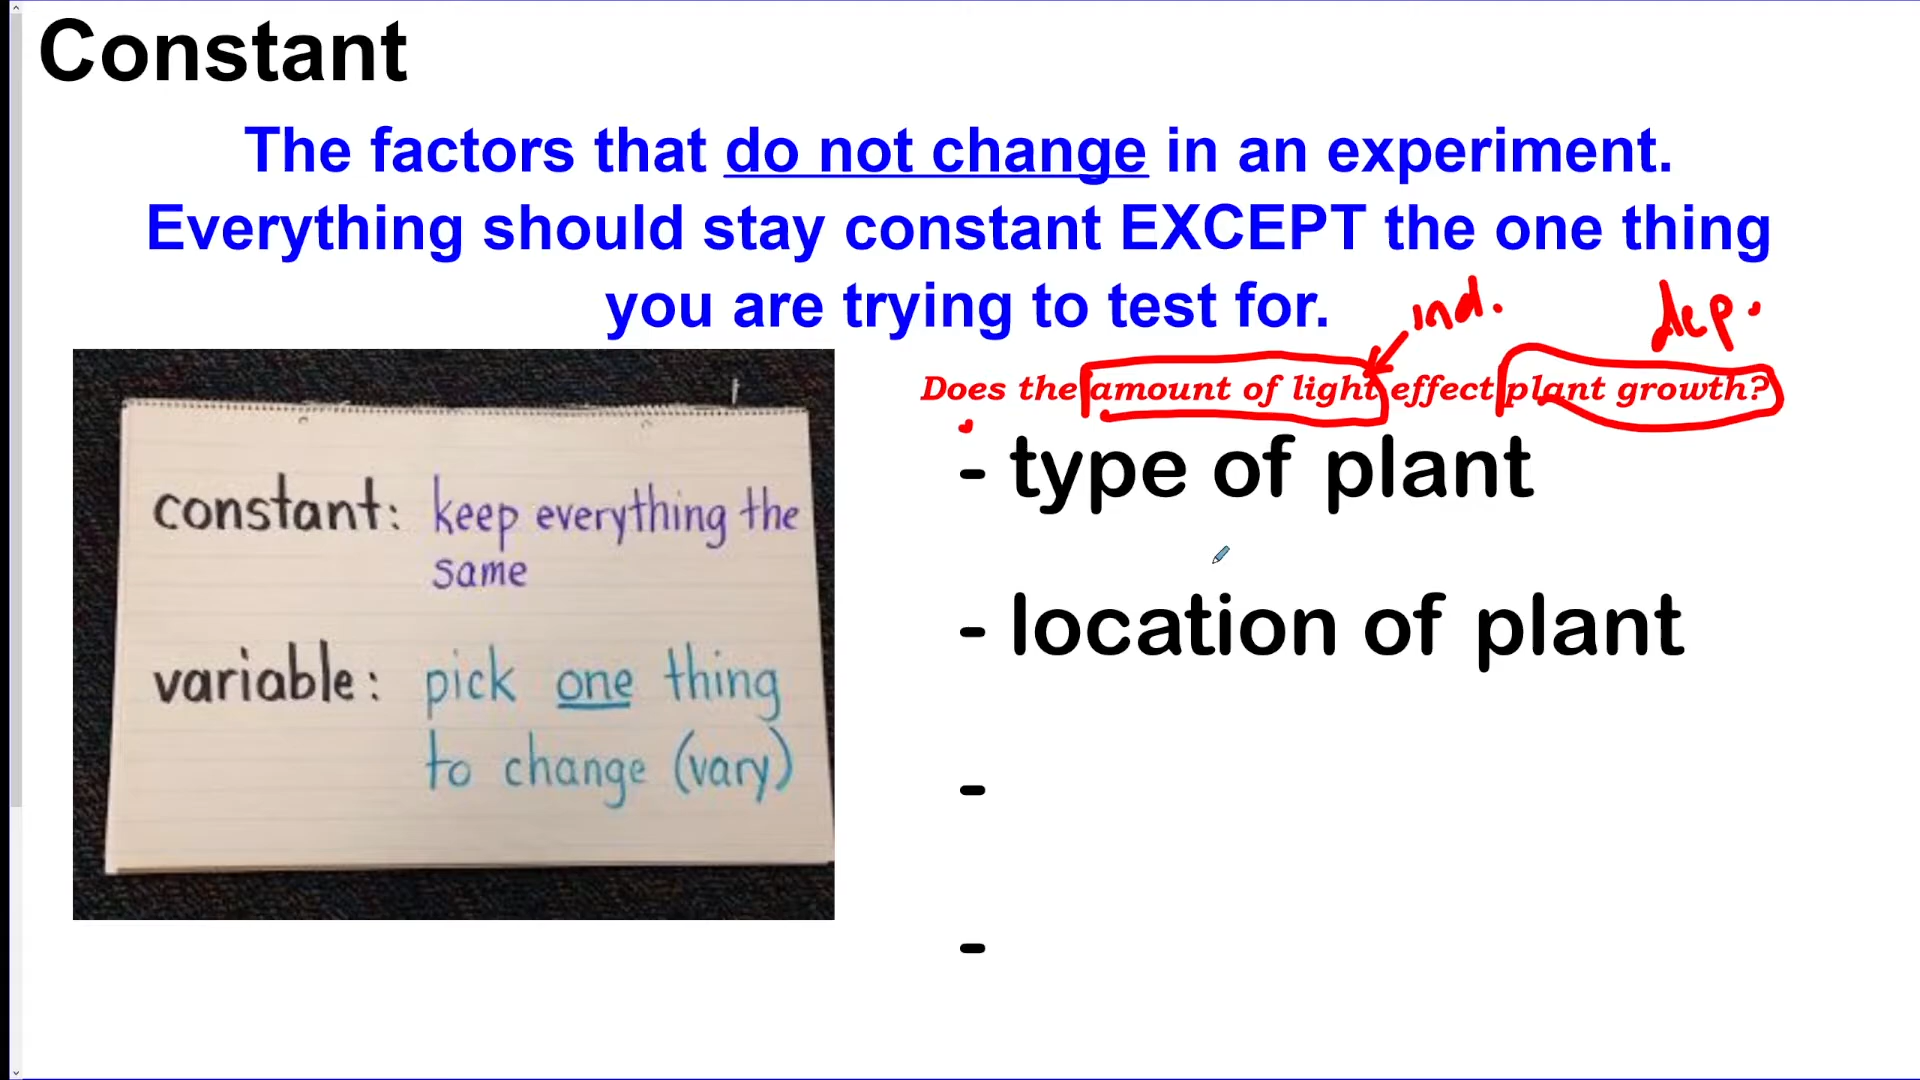 Constant
The factors that do not change in an experiment.
Everything should stay constant EXCEPT the one thing
you are trying to test for.
ind.
dep.
Does the amount of light effect plant growth?
- type of plant
- location of plant
-
-
constant: keep everything the
same
variable: pick one thing
to change (vary)